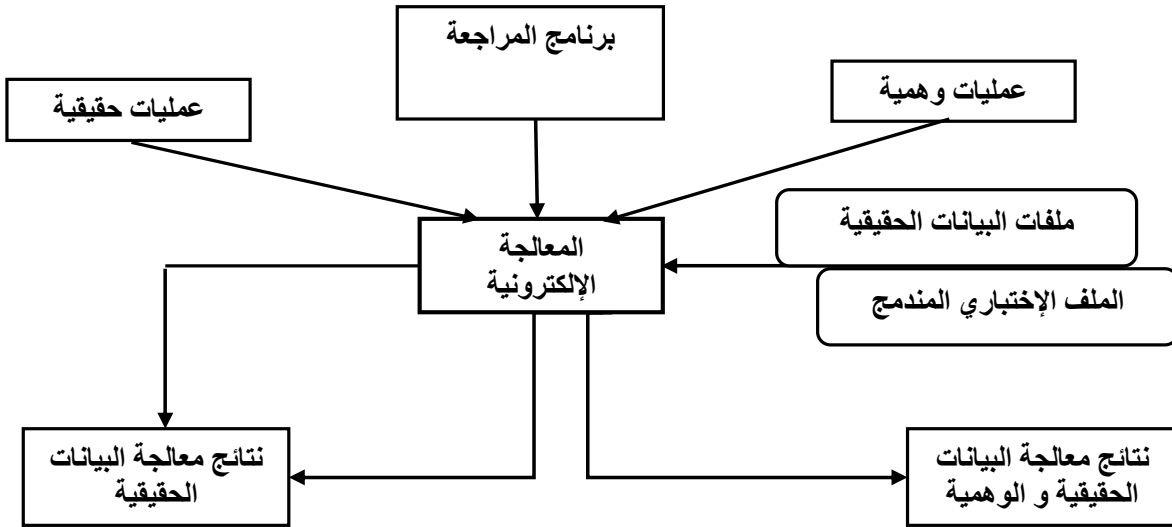 برنامج المراجعة
عمليات وهمية
عمليات حقيقية
ملفات البيانات الحقيقية
المعالجة
الإلكترونية
الملف الإختباري المندمج
نتائج معالجة البيانات
الحقيقية و الوهمية
نتائج معالجة البيانات
الحقيقية